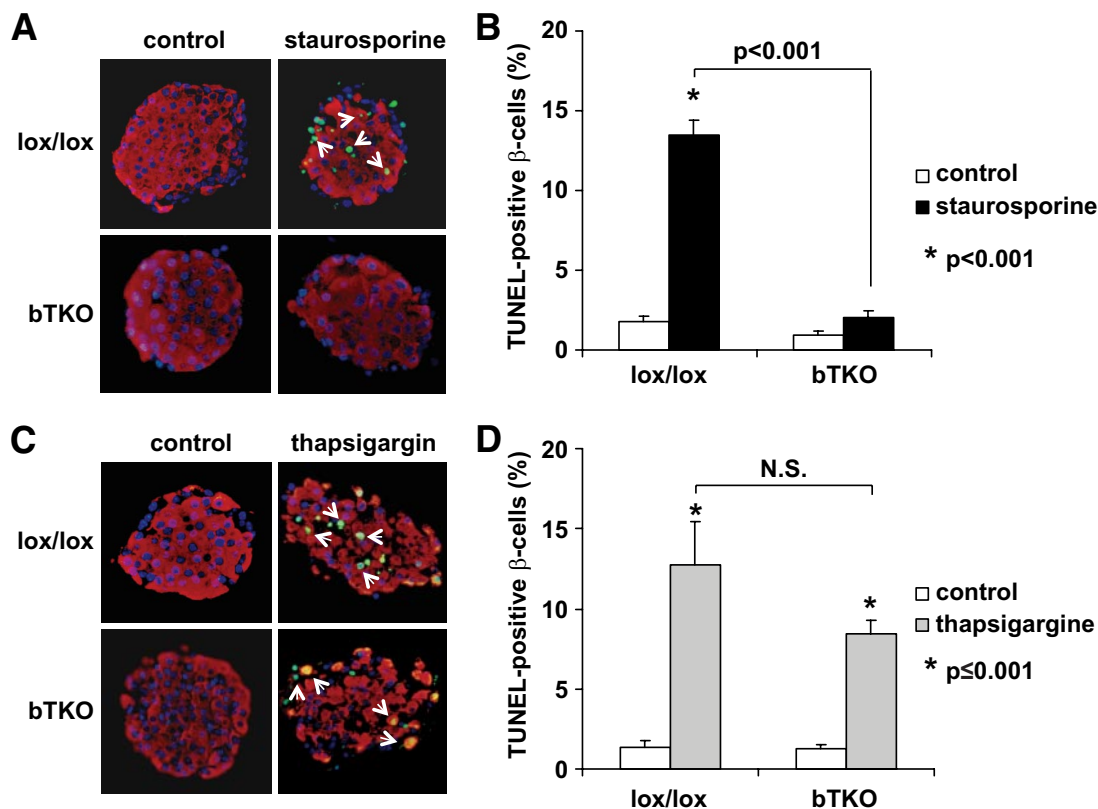 A
control
staurosporine
lox/lox
bTKO
B
TUNEL-positive β-cells (%)
20
15
10
5
0
p<0.001
*
lox/lox
bTKO
control
staurosporine
* p<0.001
C
control
thapsigargin
lox/lox
bTKO
D
TUNEL-positive β-cells (%)
20
15
10
5
0
N.S.
*
*
lox/lox
bTKO
control
thapsigargine
* p≤0.001